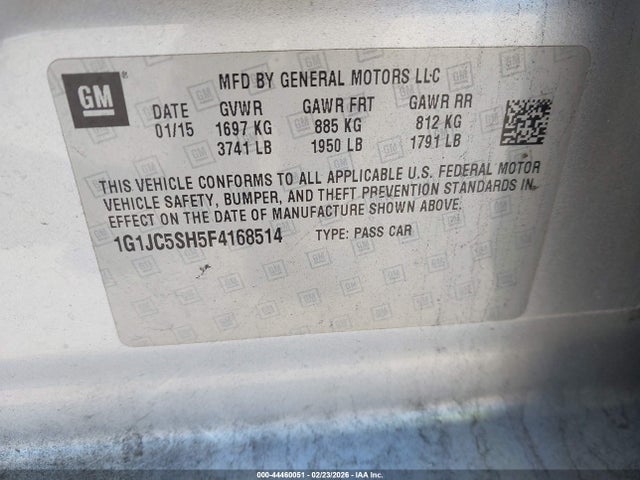 GM MFD BY GENERAL MOTORS LLC
DATE GVWR GAWR FRT GAWR RR
01/15 1697 KG 885 KG 812 KG
3741 LB 1950 LB 1791 LB
THIS VEHICLE CONFORMS TO ALL APPLICABLE U.S. FEDERAL MOTOR
VEHICLE SAFETY, BUMPER, AND THEFT PREVENTION STANDARDS IN
EFFECT ON THE DATE OF MANUFACTURE SHOWN ABOVE.
1G1JC5SH5F4168514 TYPE: PASS CAR
000-44460051 - 02/23/2026 - IAA Inc.